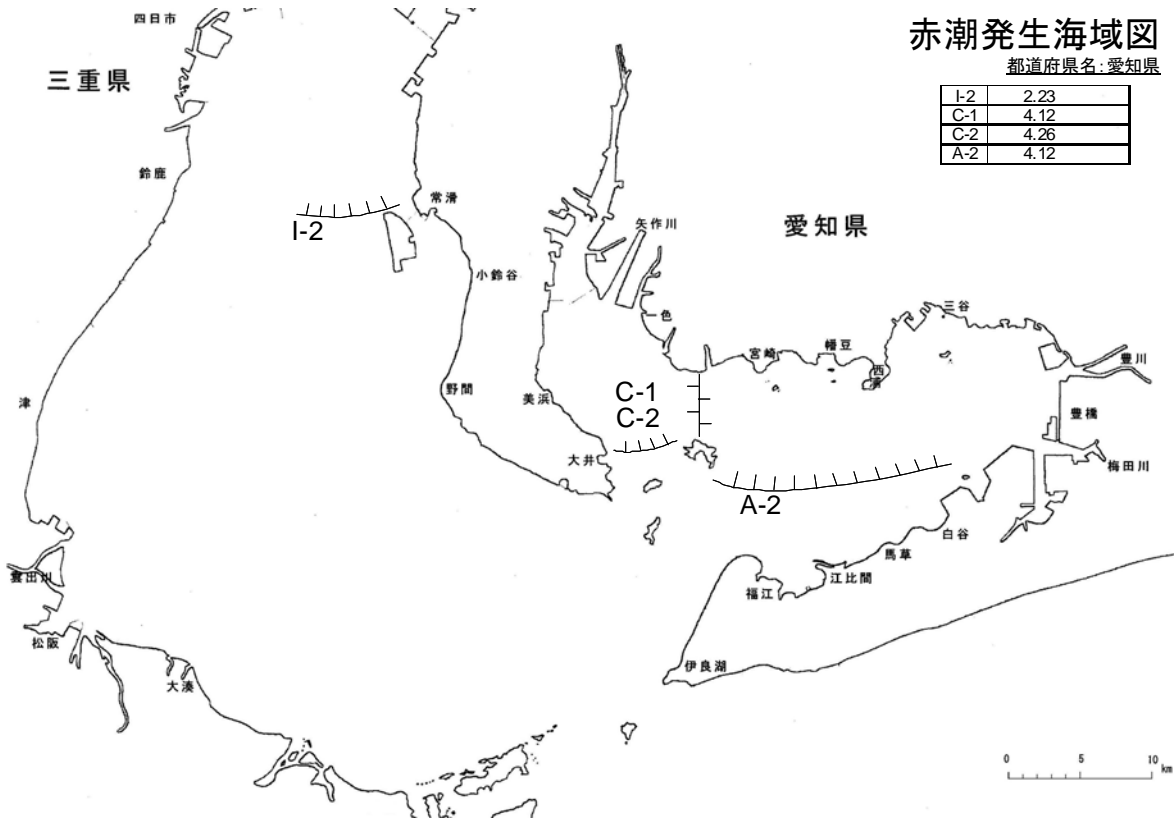 赤潮発生海域図
都道府県名:愛知県
I-2 2.23
C-1 4.12
C-2 4.26
A-2 4.12
四日市
三重県
鈴鹿
常滑
I-2
矢作川
愛知県
小鈴谷
一色
三谷
宮崎
幡豆
西浦
豊川
野間
津
美浜
C-1
C-2
豊橋
大井
梅田川
A-2
白谷
馬草
雲出川
江比間
福江
松阪
伊良湖
大湊
0 5 10
km